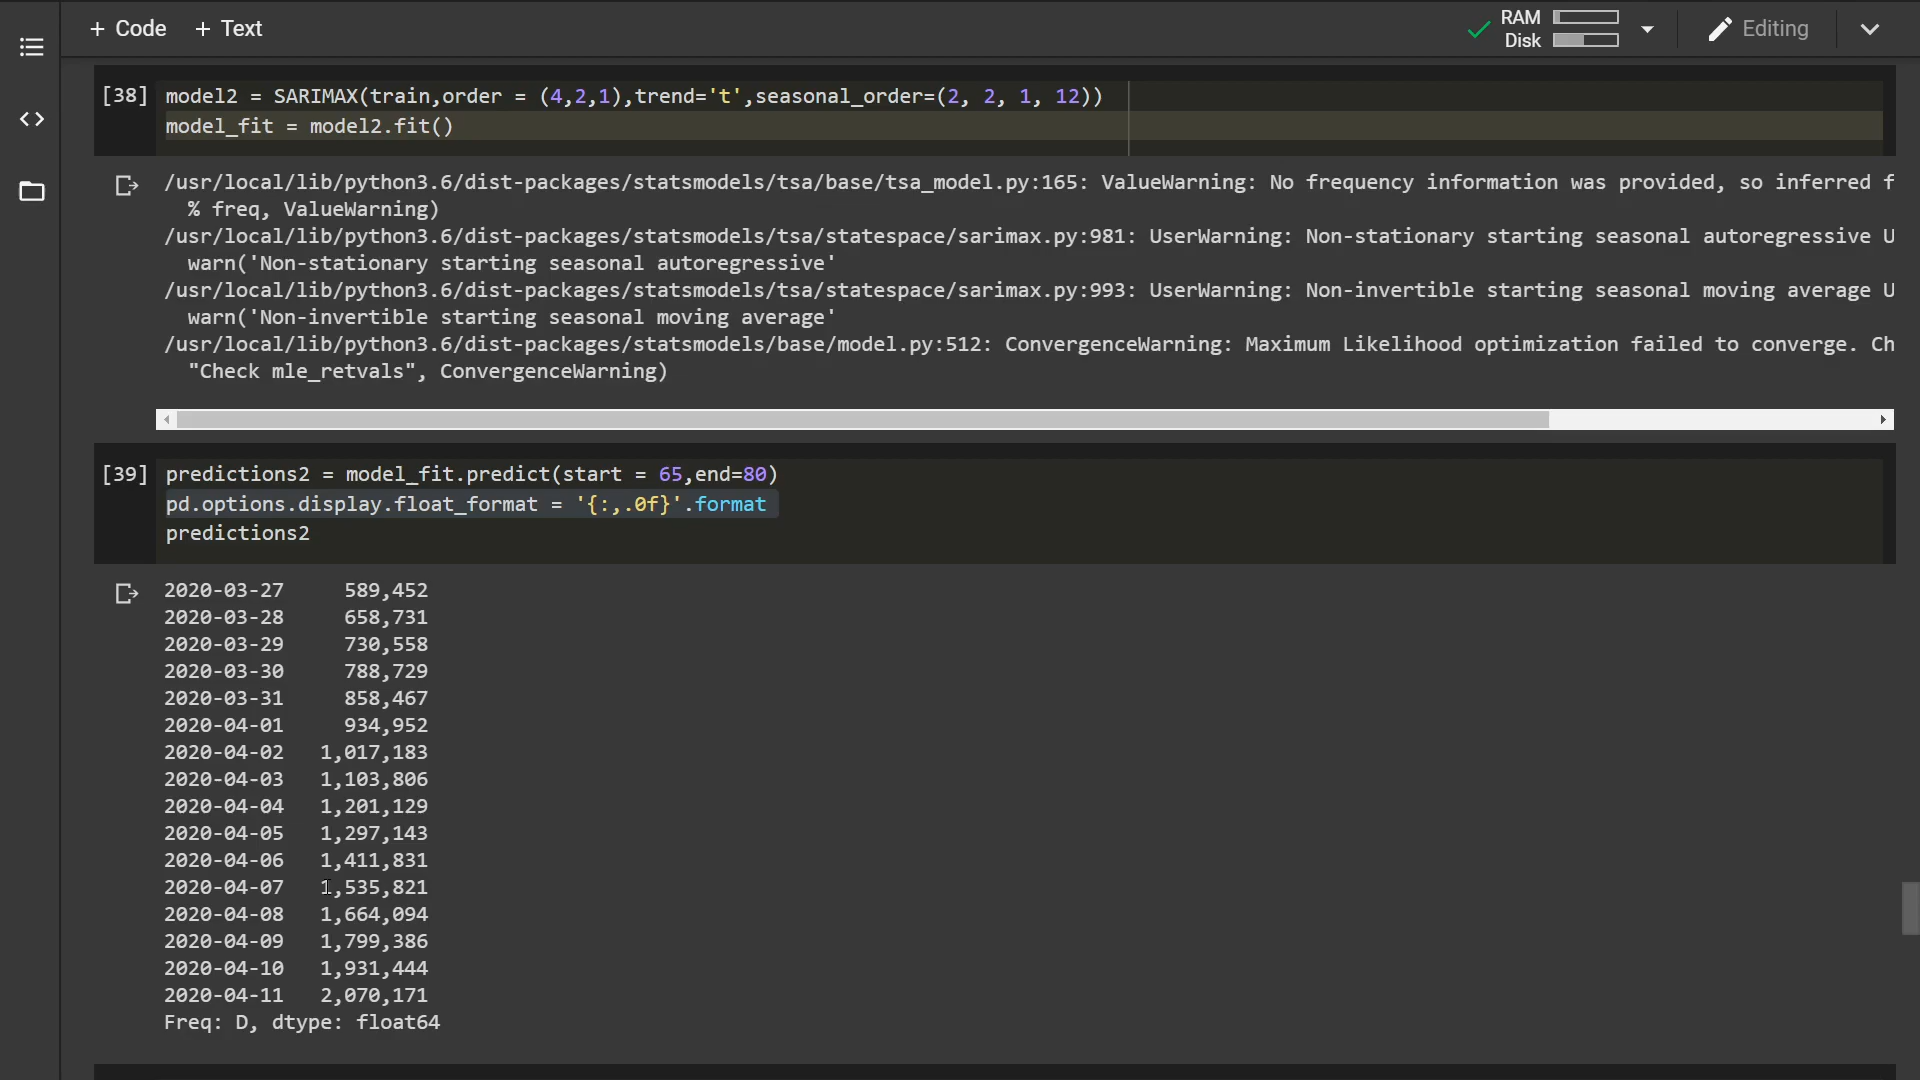 + Code + Text
RAM
Disk
Editing
[38] model2 = SARIMAX(train,order = (4,2,1),trend='t',seasonal_order=(2, 2, 1, 12))
model_fit = model2.fit()
/usr/local/lib/python3.6/dist-packages/statsmodels/tsa/base/tsa_model.py:165: ValueWarning: No frequency information was provided, so inferred f
% freq, ValueWarning)
/usr/local/lib/python3.6/dist-packages/statsmodels/tsa/statespace/sarimax.py:981: UserWarning: Non-stationary starting seasonal autoregressive U
warn('Non-stationary starting seasonal autoregressive'
/usr/local/lib/python3.6/dist-packages/statsmodels/tsa/statespace/sarimax.py:993: UserWarning: Non-invertible starting seasonal moving average U
warn('Non-invertible starting seasonal moving average'
/usr/local/lib/python3.6/dist-packages/statsmodels/base/model.py:512: ConvergenceWarning: Maximum Likelihood optimization failed to converge. Ch
"Check mle_retvals", ConvergenceWarning)
[39] predictions2 = model_fit.predict(start = 65,end=80)
pd.options.display.float_format = '{:,.0f}'.format
predictions2
2020-03-27 589,452
2020-03-28 658,731
2020-03-29 730,558
2020-03-30 788,729
2020-03-31 858,467
2020-04-01 934,952
2020-04-02 1,017,183
2020-04-03 1,103,806
2020-04-04 1,201,129
2020-04-05 1,297,143
2020-04-06 1,411,831
2020-04-07 1,535,821
2020-04-08 1,664,094
2020-04-09 1,799,386
2020-04-10 1,931,444
2020-04-11 2,070,171
Freq: D, dtype: float64